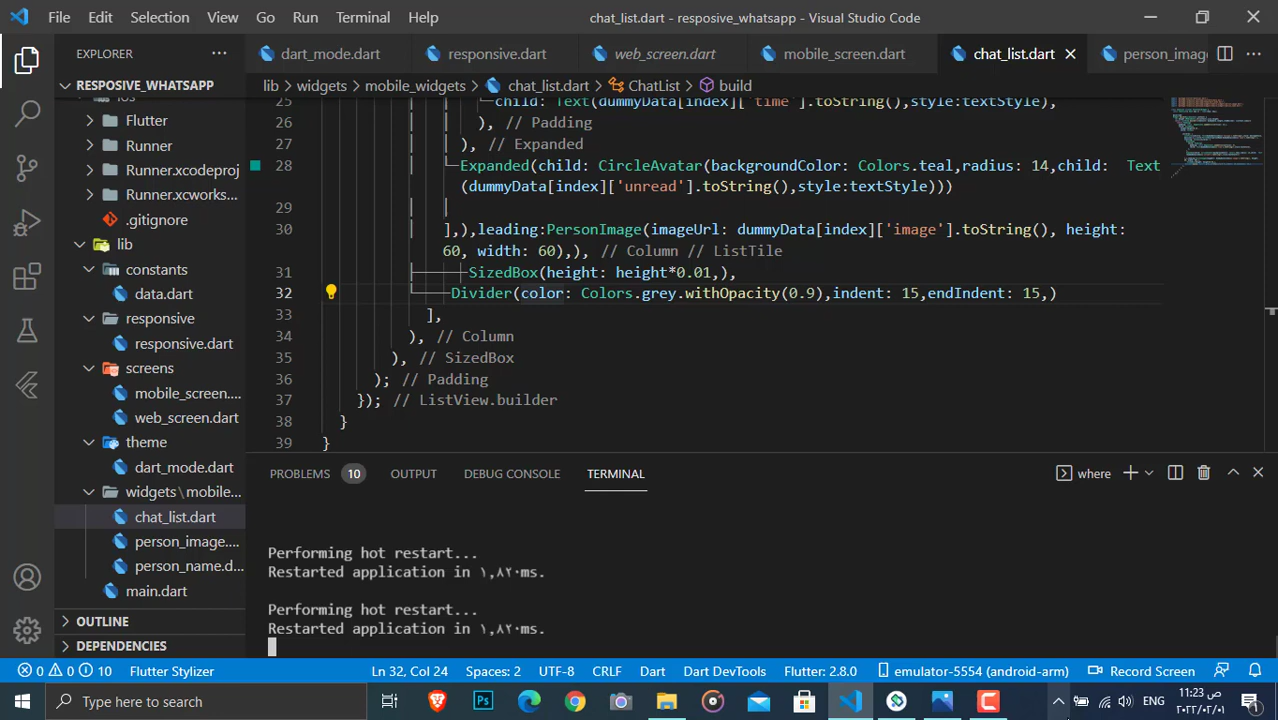 File Edit Selection View Go Run Terminal Help chat_list.dart - resposive_whatsapp - Visual Studio Code
EXPLORER
dart_mode.dart responsive.dart web_screen.dart mobile_screen.dart chat_list.dart person_imag
RESPOSIVE_WHATSAPP
lib > widgets > mobile_widgets > chat_list.dart > ChatList > build
Flutter
Runner
Runner.xcodeproj
Runner.xcworks...
.gitignore
lib
constants
data.dart
responsive
responsive.dart
screens
mobile_screen....
web_screen.dart
theme
dart_mode.dart
widgets\mobile...
chat_list.dart
person_image....
person_name.d...
main.dart
OUTLINE
DEPENDENCIES
25 child: Text(dummyData[index]['time'].toString(),style:textStyle),
26 ), // Padding
27 ), // Expanded
28 Expanded(child: CircleAvatar(backgroundColor: Colors.teal,radius: 14,child: Text
(dummyData[index]['unread'].toString(),style:textStyle)))
29
30 ],),leading:PersonImage(imageUrl: dummyData[index]['image'].toString(), height:
60, width: 60),), // Column // ListTile
31 SizedBox(height: height*0.01,),
32 Divider(color: Colors.grey.withOpacity(0.9),indent: 15,endIndent: 15,)
33 ],
34 ), // Column
35 ), // SizedBox
36 ); // Padding
37 }); // ListView.builder
38 }
39 }
PROBLEMS 10 OUTPUT DEBUG CONSOLE TERMINAL where
Performing hot restart...
Restarted application in ١,٨٢٠ms.
Performing hot restart...
Restarted application in ١,٨٢٠ms.
0 0 10 Flutter Stylizer Ln 32, Col 24 Spaces: 2 UTF-8 CRLF Dart Dart DevTools Flutter: 2.8.0 emulator-5554 (android-arm) Record Screen
Type here to search
Ps
ENG
11:23 ص
٢٠٢٢/٠٢/٠١
1